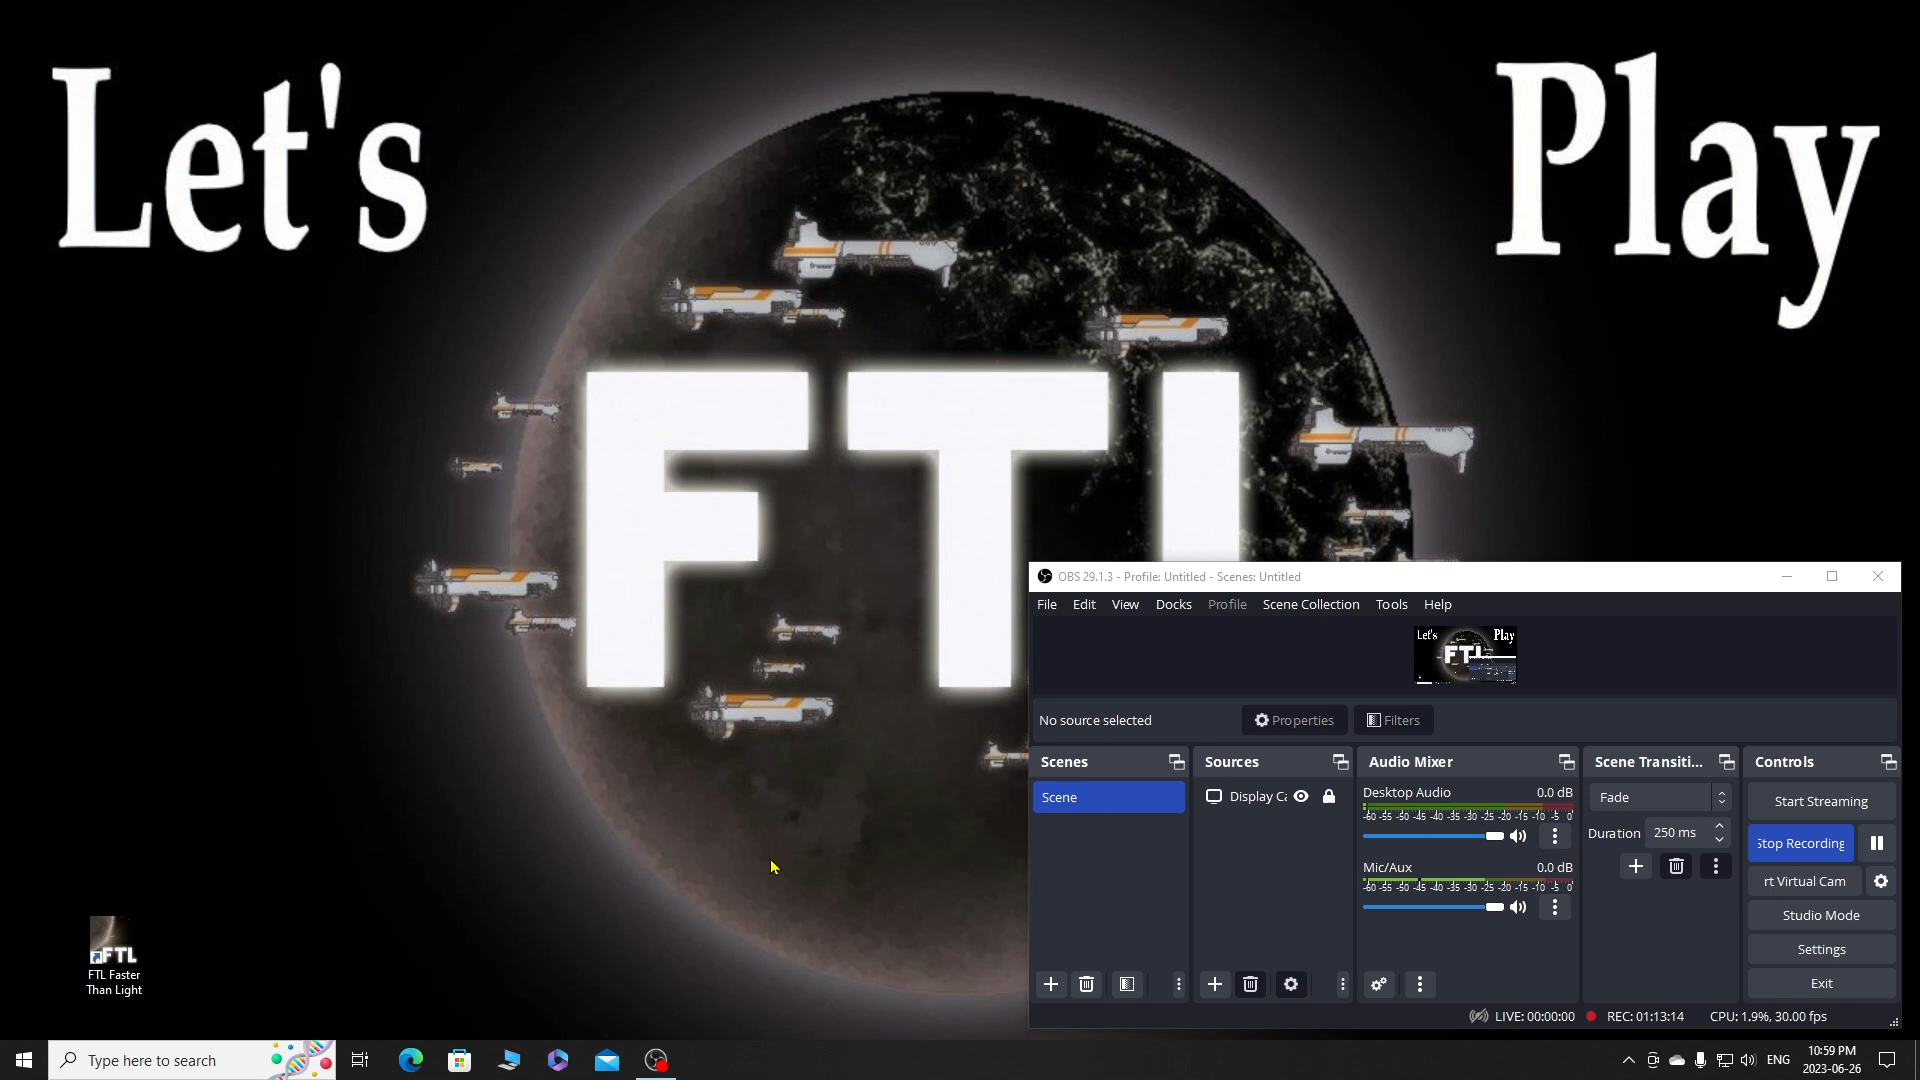 Let's Play
FTL
OBS 29.1.3 - Profile: Untitled - Scenes: Untitled
File Edit View Docks Profile Scene Collection Tools Help
Let's Play
FTL
No source selected Properties Filters
Scenes Sources Audio Mixer Scene Transiti... Controls
Scene
Display Ca
Desktop Audio 0.0 dB
-60 -55 -50 -45 -40 -35 -30 -25 -20 -15 -10 -5 0
Mic/Aux 0.0 dB
-60 -55 -50 -45 -40 -35 -30 -25 -20 -15 -10 -5 0
Fade
Duration 250 ms
Start Streaming
Stop Recording
rt Virtual Cam
Studio Mode
Settings
Exit
LIVE: 00:00:00 REC: 01:13:14 CPU: 1.9%, 30.00 fps
FTL
FTL Faster
Than Light
Type here to search
ENG
10:59 PM
2023-06-26